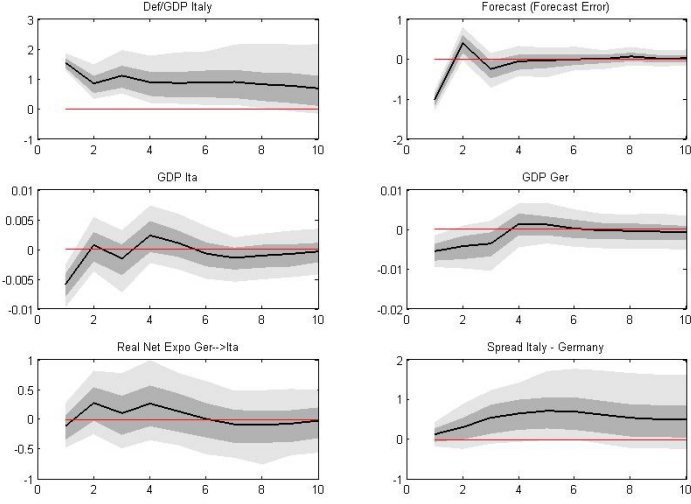 Def/GDP Italy
3
2
1
0
-1
0 2 4 6 8 10
Forecast (Forecast Error)
1
0
-1
-2
0 2 4 6 8 10
GDP Ita
0.01
0.005
0
-0.005
-0.01
0 2 4 6 8 10
GDP Ger
0.01
0
-0.01
-0.02
0 2 4 6 8 10
Real Net Expo Ger-->Ita
1
0.5
0
-0.5
-1
0 2 4 6 8 10
Spread Italy - Germany
2
1
0
-1
0 2 4 6 8 10